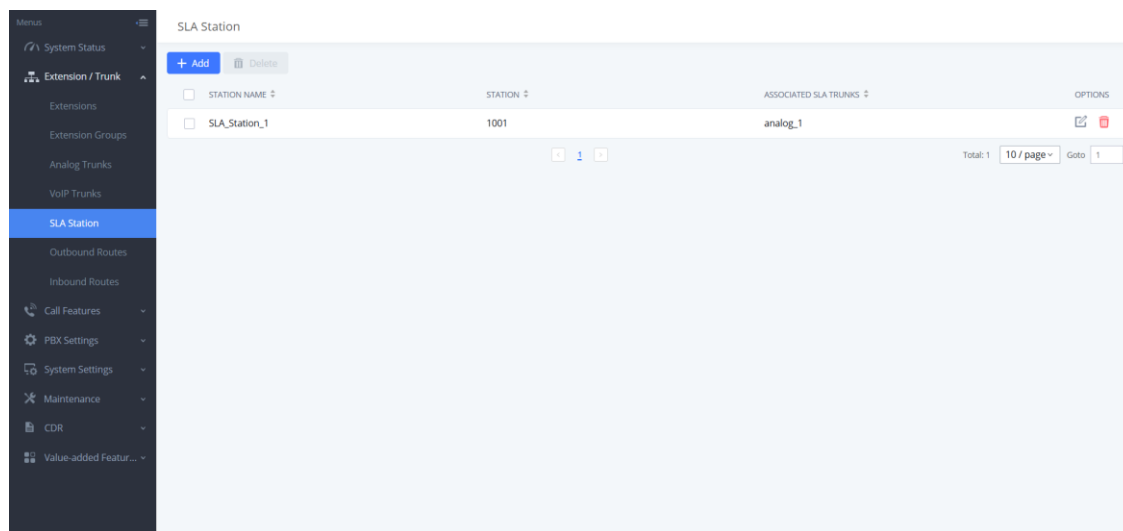 Menus
SLA Station
System Status
+ Add
Delete
Extension / Trunk
STATION NAME
STATION
ASSOCIATED SLA TRUNKS
OPTIONS
Extensions
SLA_Station_1
1001
analog_1
Extension Groups
1
Total: 1
10 / page
Goto
1
Analog Trunks
VoIP Trunks
SLA Station
Outbound Routes
Inbound Routes
Call Features
PBX Settings
System Settings
Maintenance
CDR
Value-added Featur...